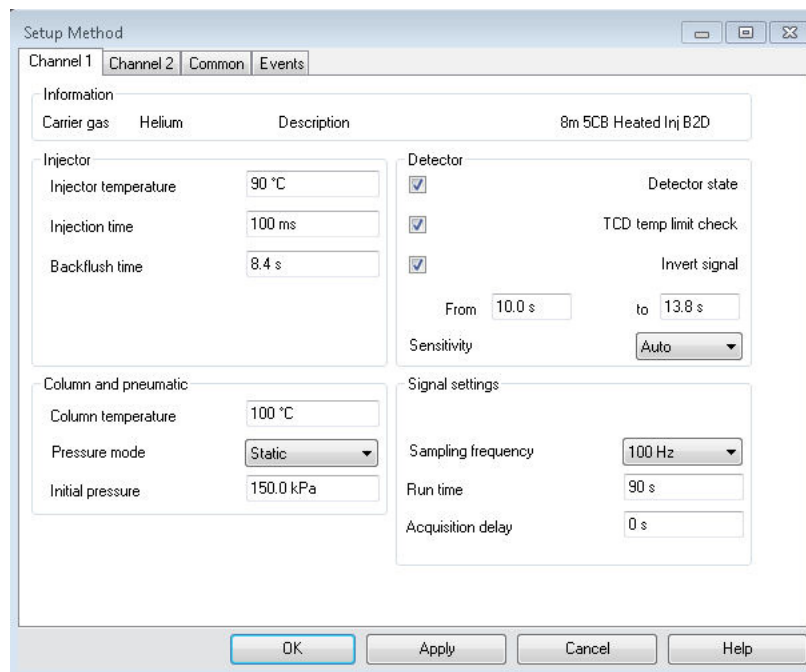 Setup Method
Channel 1 Channel 2 Common Events
Information
Carrier gas Helium Description 8m 5CB Heated Inj B2D
Injector
Injector temperature 90 °C
Injection time 100 ms
Backflush time 8.4 s
Detector
Detector state
TCD temp limit check
Invert signal
From 10.0 s to 13.8 s
Sensitivity Auto
Column and pneumatic
Column temperature 100 °C
Pressure mode Static
Initial pressure 150.0 kPa
Signal settings
Sampling frequency 100 Hz
Run time 90 s
Acquisition delay 0 s
OK Apply Cancel Help